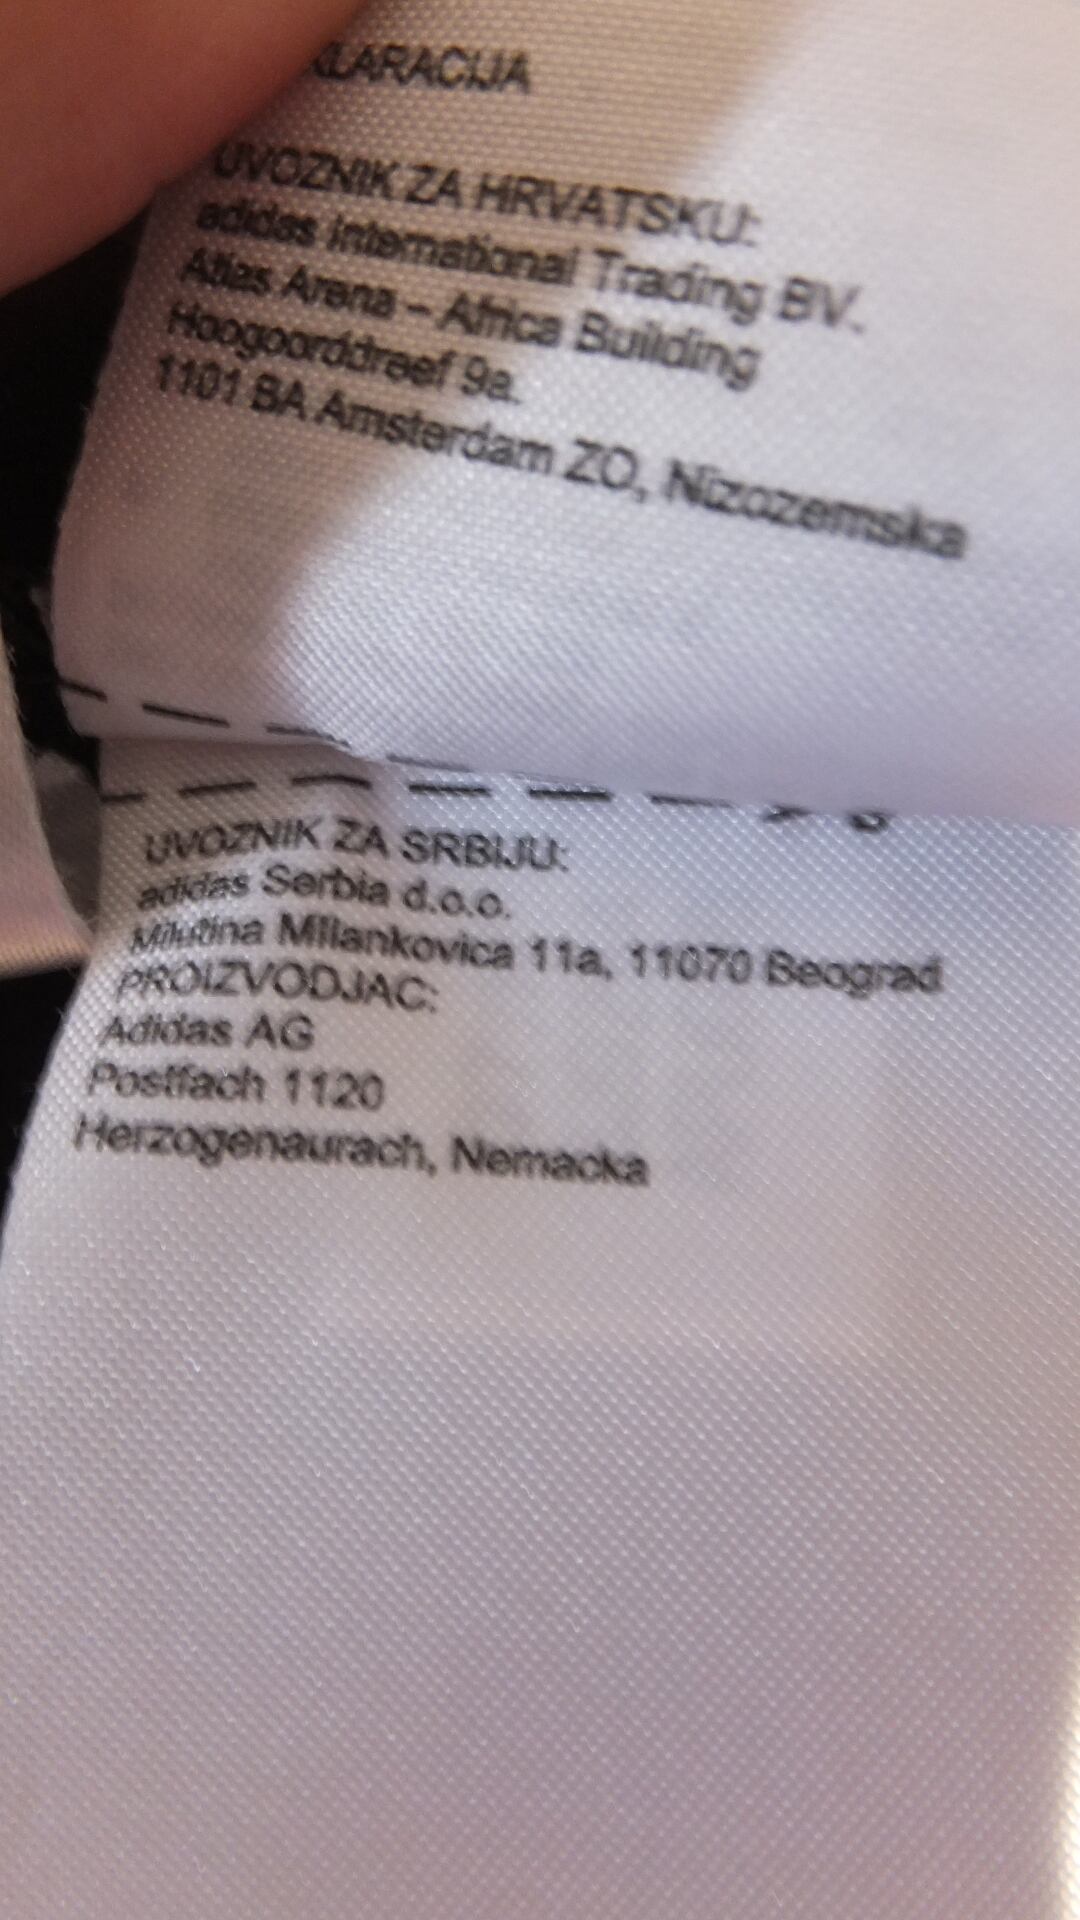 KLARACIJA
UVOZNIK ZA HRVATSKU:
adidas International Trading BV.
Atlas Arena – Africa Building
Hoogoorddreef 9a.
1101 BA Amsterdam ZO, Nizozemska
UVOZNIK ZA SRBIJU:
adidas Serbia d.o.o.
Milutina Milankovica 11a, 11070 Beograd
PROIZVODJAC:
Adidas AG
Postfach 1120
Herzogenaurach, Nemacka